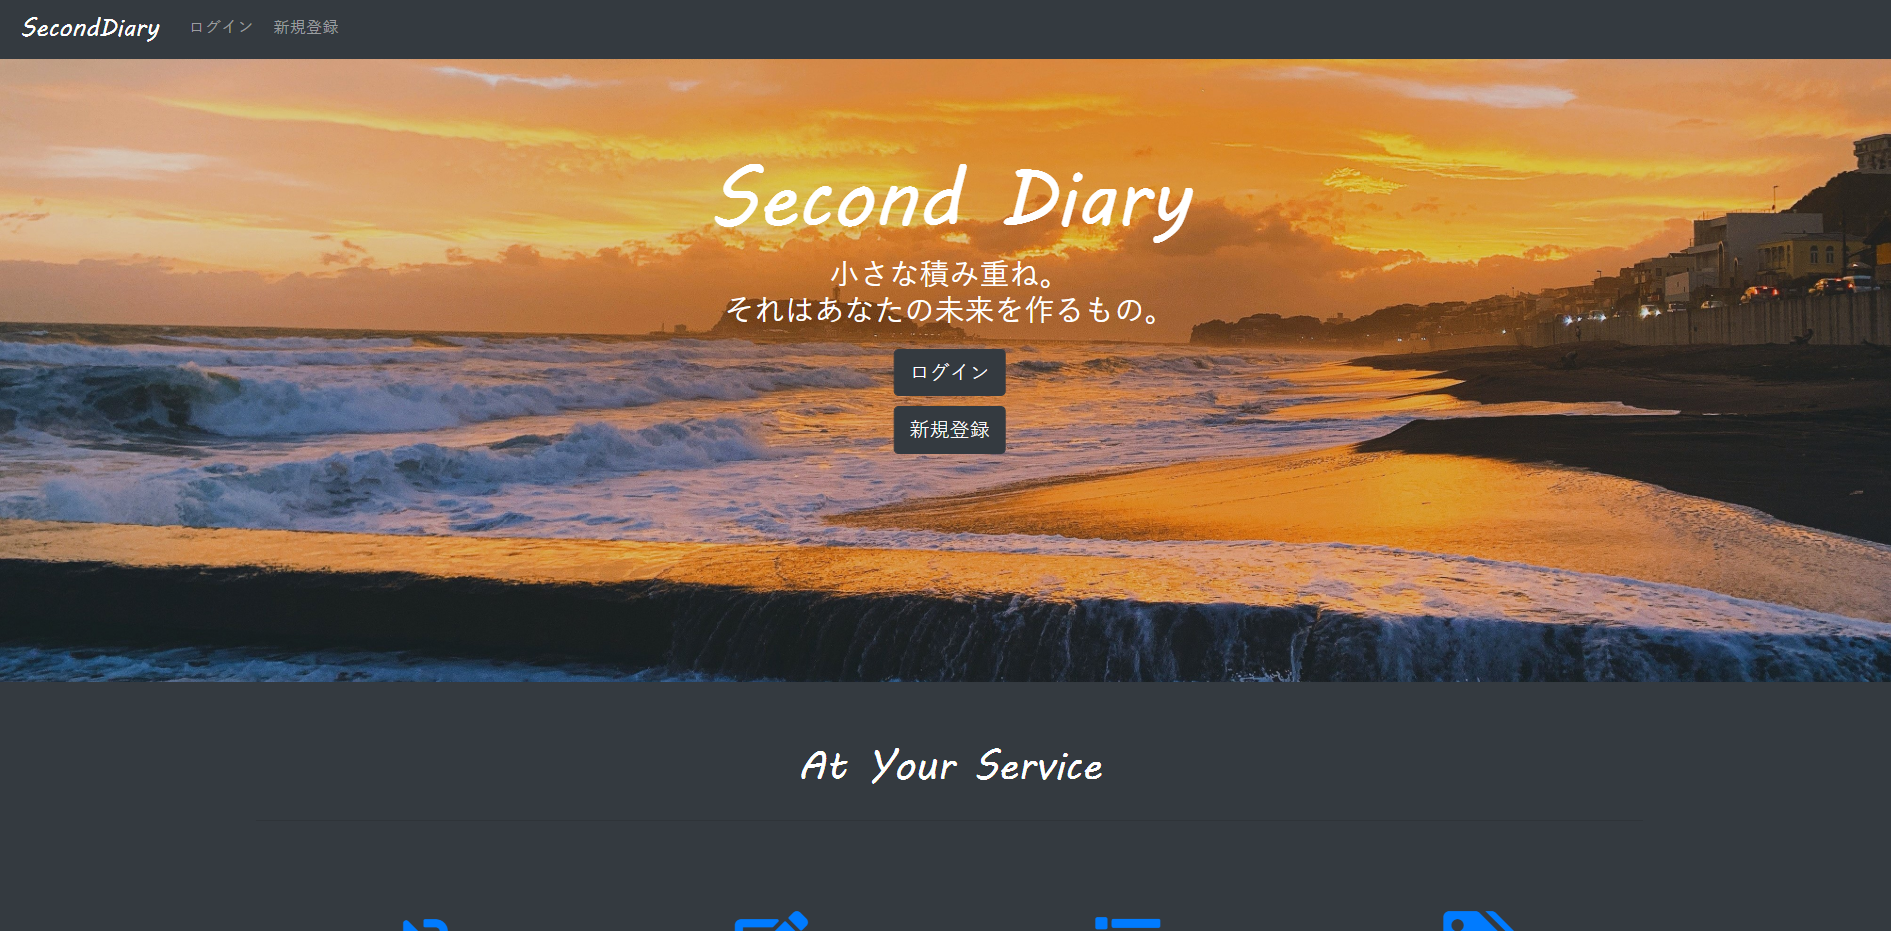 SecondDiary ログイン 新規登録
Second Diary
小さな積み重ね。
それはあなたの未来を作るもの。
ログイン
新規登録
At Your Service